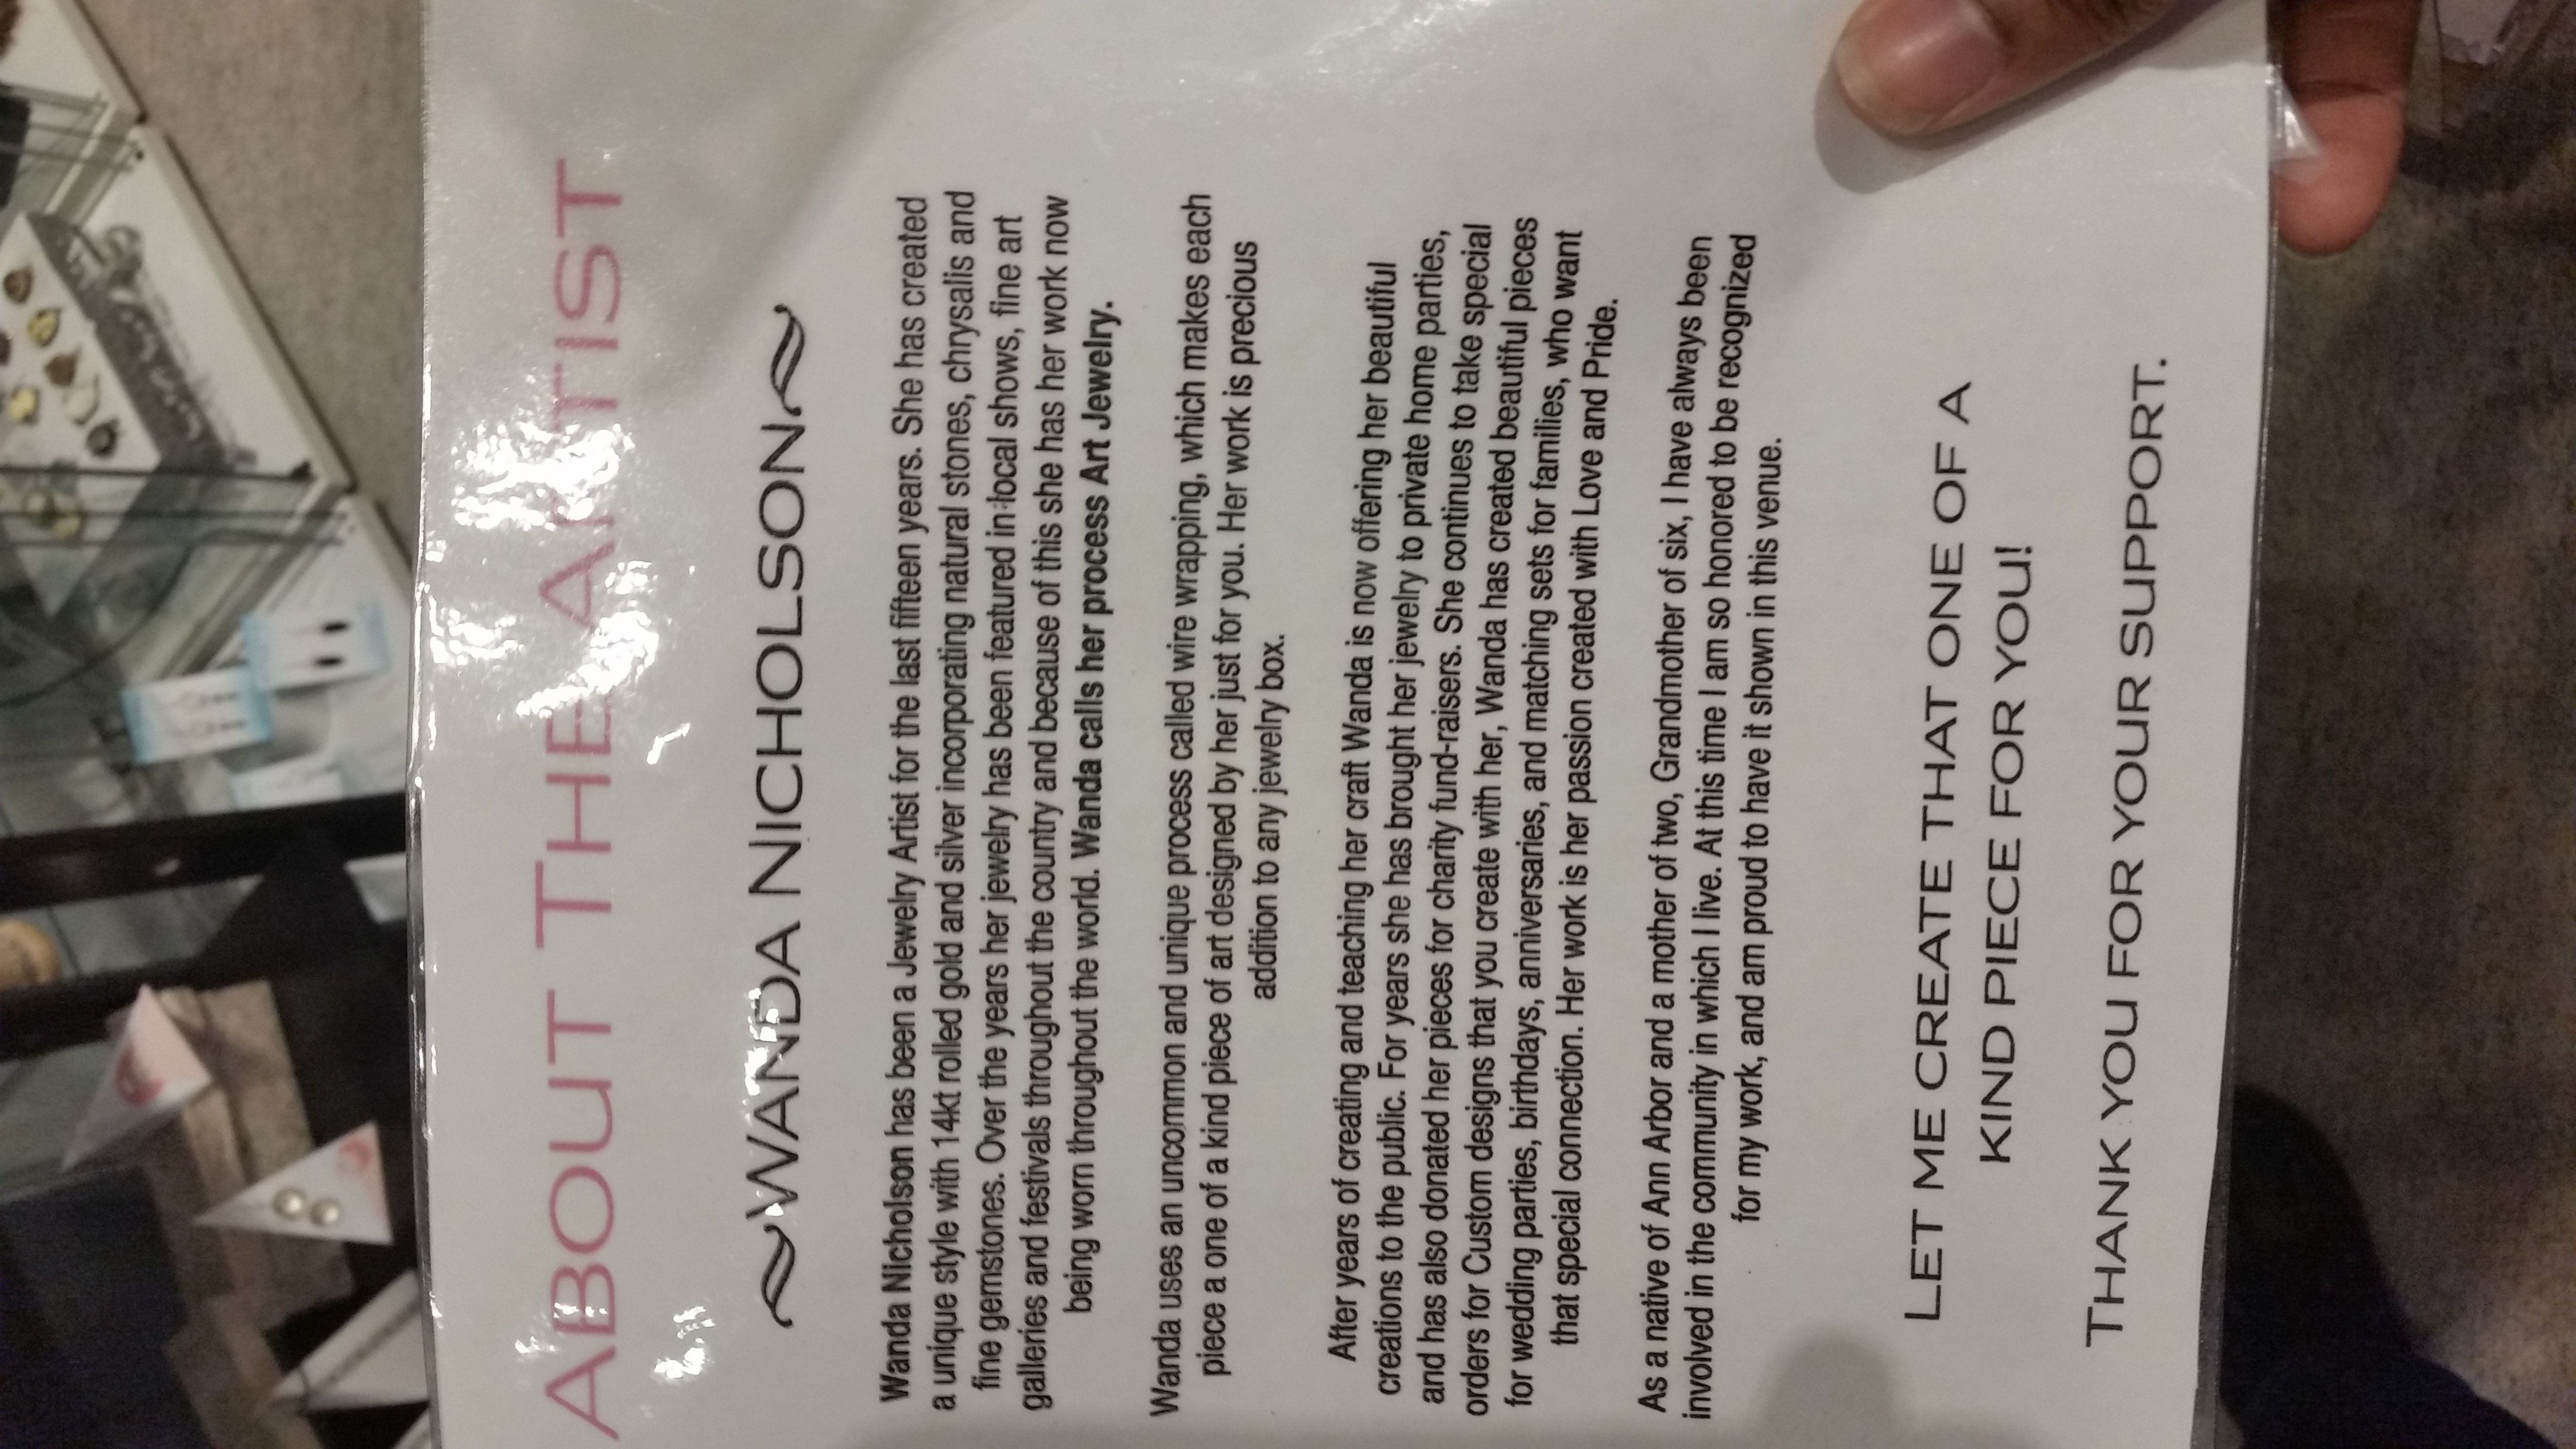 ABOUT THE ARTIST
~WANDA NICHOLSON~
Wanda Nicholson has been a Jewelry Artist for the last fifteen years. She has created
a unique style with 14kt rolled gold and silver incorporating natural stones, chrysalis and
fine gemstones. Over the years her jewelry has been featured in local shows, fine art
galleries and festivals throughout the country and because of this she has her work now
being worn throughout the world. Wanda calls her process Art Jewelry.
Wanda uses an uncommon and unique process called wire wrapping, which makes each
piece a one of a kind piece of art designed by her just for you. Her work is precious
addition to any jewelry box.
After years of creating and teaching her craft Wanda is now offering her beautiful
creations to the public. For years she has brought her jewelry to private home parties,
and has also donated her pieces for charity fund-raisers. She continues to take special
orders for Custom designs that you create with her, Wanda has created beautiful pieces
for wedding parties, birthdays, anniversaries, and matching sets for families, who want
that special connection. Her work is her passion created with Love and Pride.
As a native of Ann Arbor and a mother of two, Grandmother of six, I have always been
involved in the community in which I live. At this time I am so honored to be recognized
for my work, and am proud to have it shown in this venue.
LET ME CREATE THAT ONE OF A
KIND PIECE FOR YOU!
THANK YOU FOR YOUR SUPPORT.